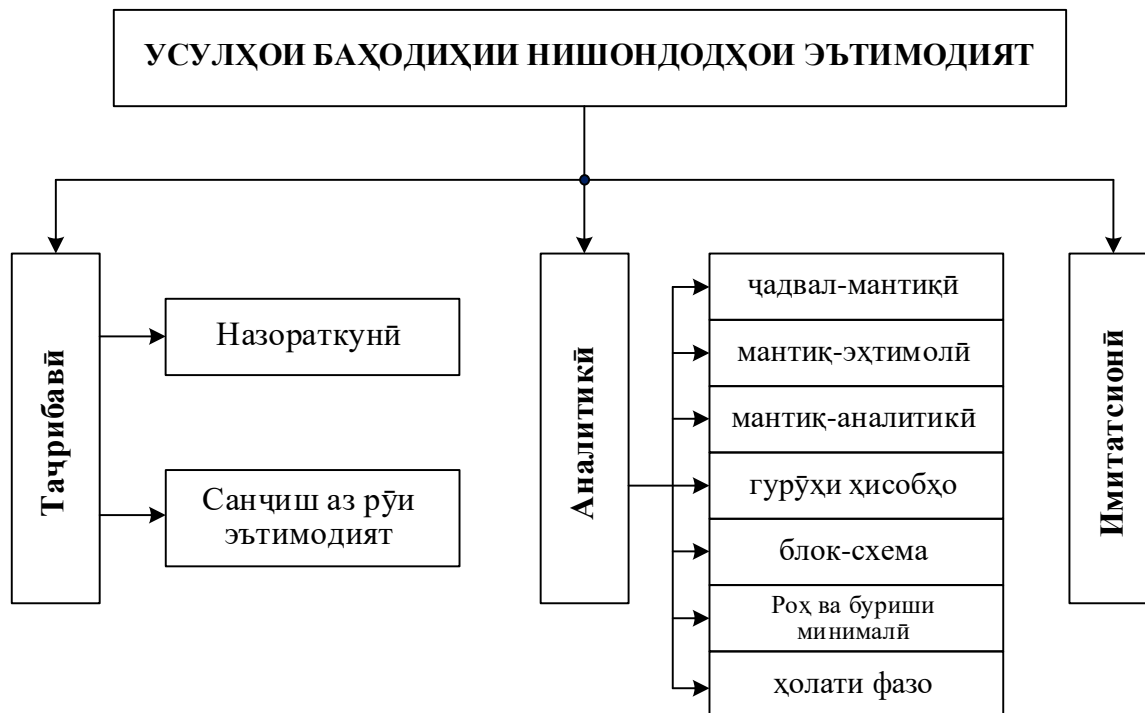 УСУЛҲОИ БАҲОДИҲИИ НИШОНДОДҲОИ ЭЪТИМОДИЯТ
Таҷрибавӣ
Назораткунӣ
Санҷиш аз рӯи
эътимодият
Аналитикӣ
ҷадвал-мантиқӣ
мантиқ-эҳтимолӣ
мантиқ-аналитикӣ
гурӯҳи ҳисобҳо
блок-схема
Роҳ ва буриши
минималӣ
ҳолати фазо
Имитатсионӣ